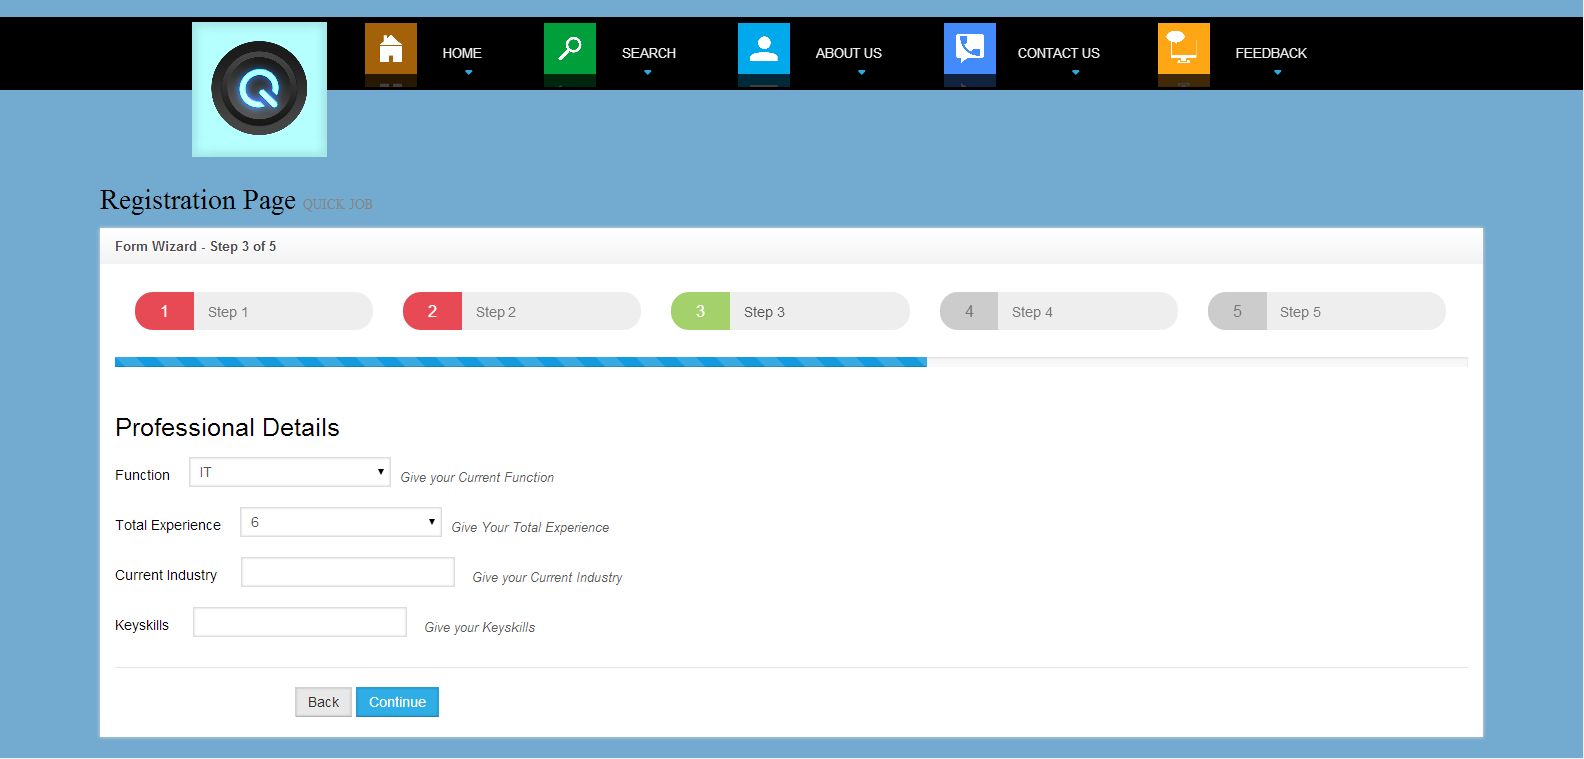 HOME SEARCH ABOUT US CONTACT US FEEDBACK
Registration Page QUICK JOB
Form Wizard - Step 3 of 5
1 Step 1 2 Step 2 3 Step 3 4 Step 4 5 Step 5
Professional Details
Function IT Give your Current Function
Total Experience 6 Give Your Total Experience
Current Industry Give your Current Industry
Keyskills Give your Keyskills
Back Continue